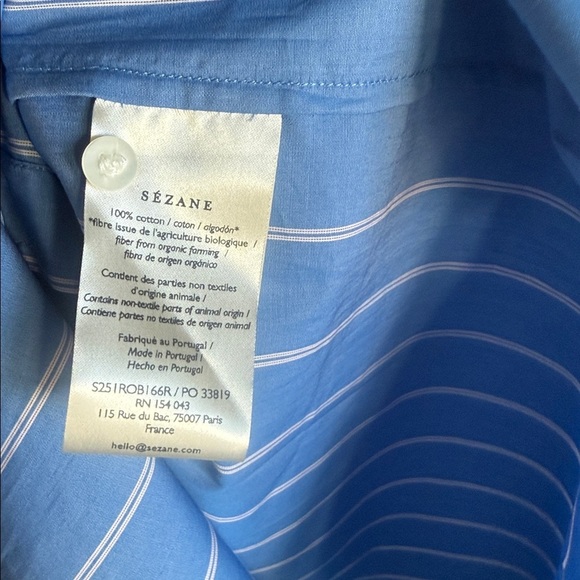 SÉZANE
100% cotton / coton / algodón*
*fibre issue de l'agriculture biologique /
fiber from organic farming /
fibra de origen orgánico
Contient des parties non textiles
d'origine animale /
Contains non-textile parts of animal origin /
Contiene partes no textiles de origen animal
Fabriqué au Portugal /
Made in Portugal /
Hecho en Portugal
S251ROB166R / PO 33819
RN 154 043
115 Rue du Bac, 75007 Paris
France
hello@sezane.com